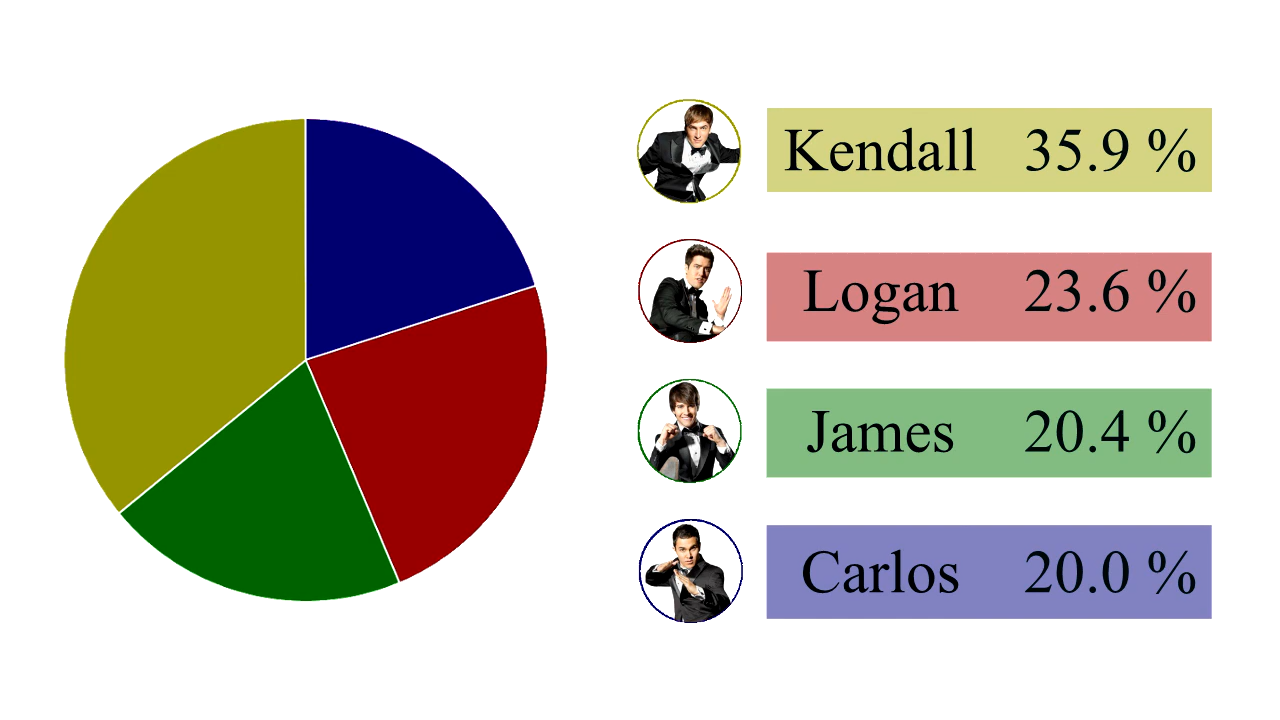 Kendall 35.9 %
Logan 23.6 %
James 20.4 %
Carlos 20.0 %